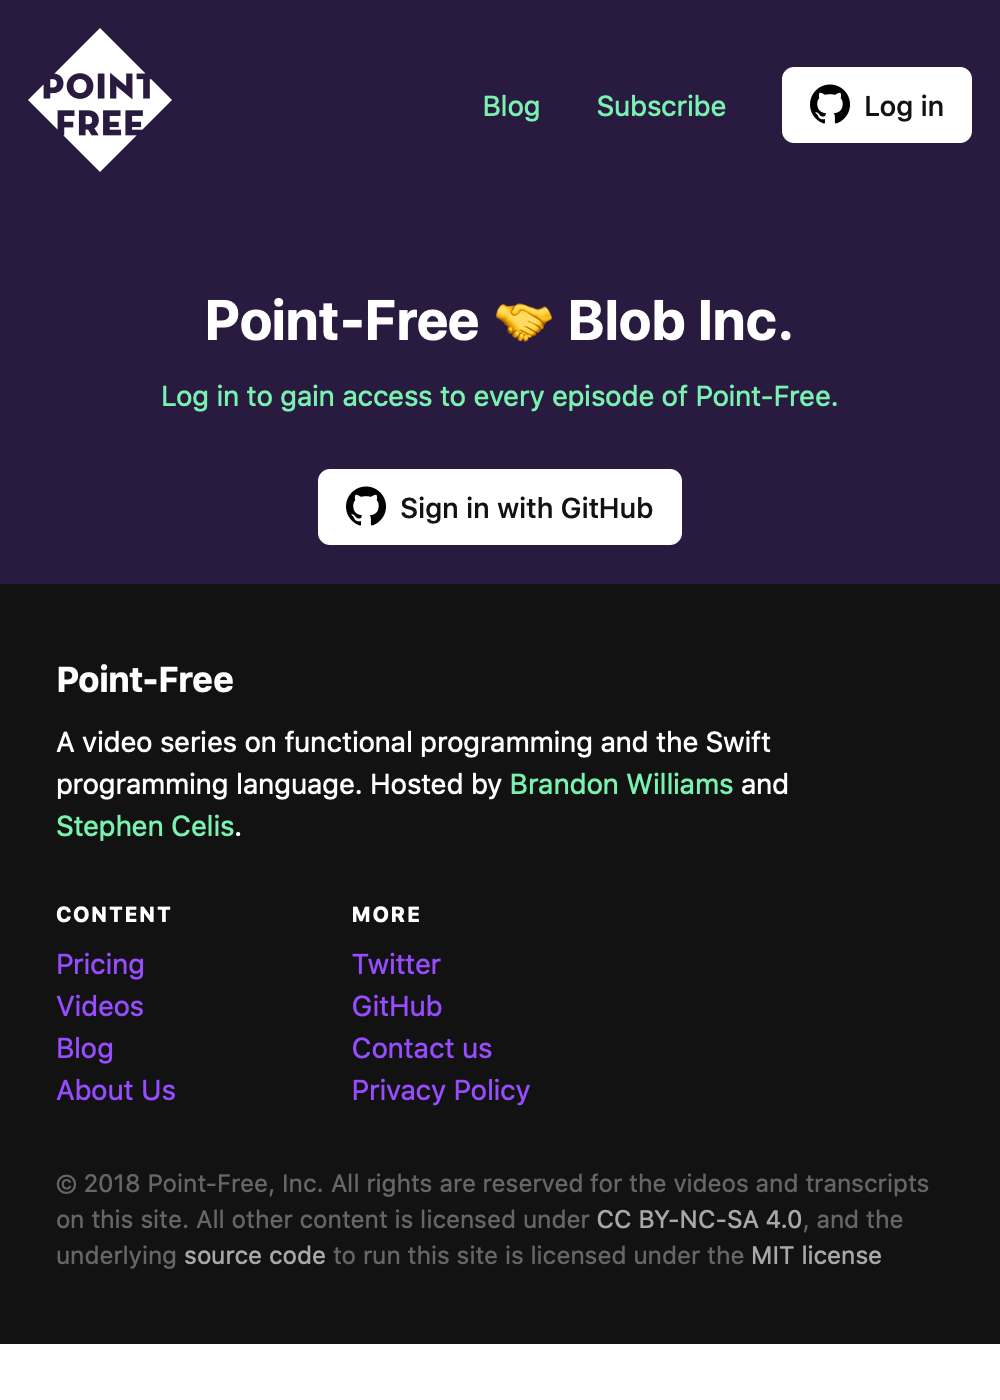 POINT
FREE
Blog
Subscribe
Log in
Point-Free 🤝 Blob Inc.
Log in to gain access to every episode of Point-Free.
Sign in with GitHub
Point-Free
A video series on functional programming and the Swift
programming language. Hosted by Brandon Williams and
Stephen Celis.
CONTENT
Pricing
Videos
Blog
About Us
MORE
Twitter
GitHub
Contact us
Privacy Policy
© 2018 Point-Free, Inc. All rights are reserved for the videos and transcripts
on this site. All other content is licensed under CC BY-NC-SA 4.0, and the
underlying source code to run this site is licensed under the MIT license